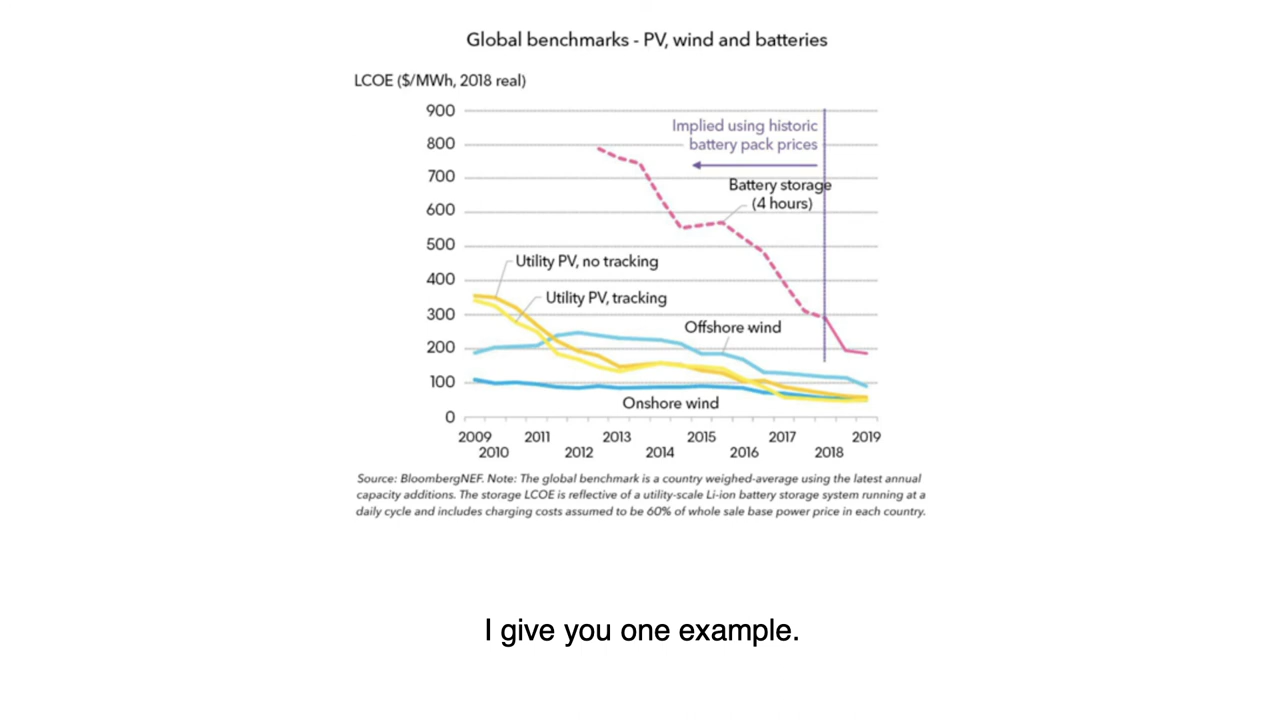 Global benchmarks - PV, wind and batteries
LCOE ($/MWh, 2018 real)
900
800
700
600
500
400
300
200
100
0
Implied using historic
battery pack prices
Battery storage
(4 hours)
Utility PV, no tracking
Utility PV, tracking
Offshore wind
Onshore wind
2009 2011 2013 2015 2017 2019
2010 2012 2014 2016 2018
Source: BloombergNEF. Note: The global benchmark is a country weighed-average using the latest annual
capacity additions. The storage LCOE is reflective of a utility-scale Li-ion battery storage system running at a
daily cycle and includes charging costs assumed to be 60% of whole sale base power price in each country.
I give you one example.